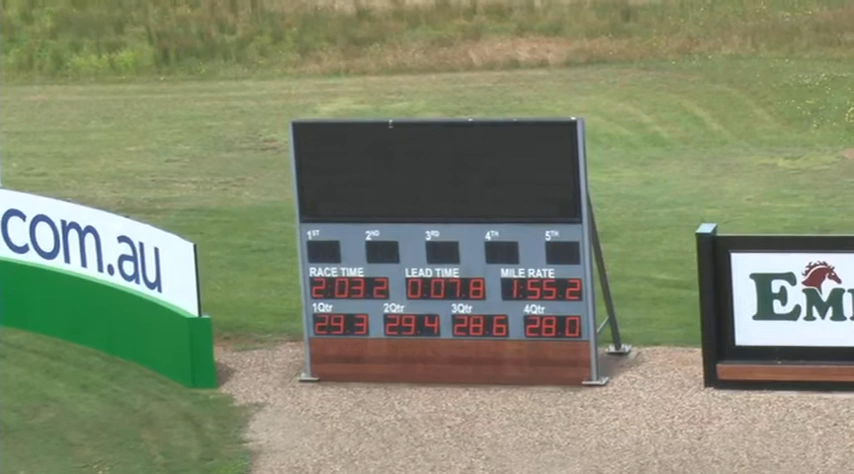 com.au
1ST 2ND 3RD 4TH 5TH
RACE TIME LEAD TIME MILE RATE
2:03.2 0:07.8 1:55.2
1Qtr 2Qtr 3Qtr 4Qtr
29.3 29.4 28.6 28.0